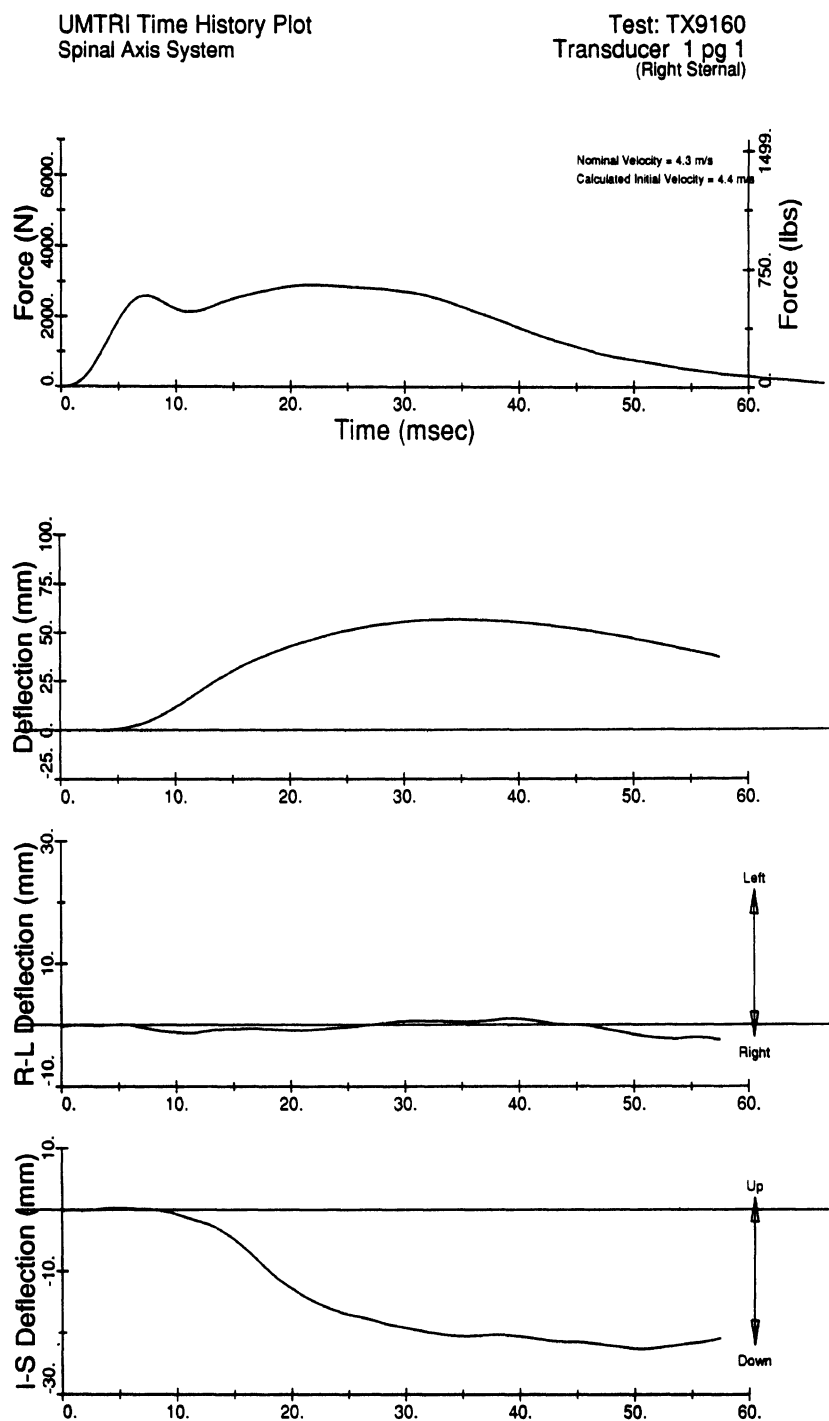 UMTRI Time History Plot
Spinal Axis System
Test: TX9160
Transducer 1 pg 1
(Right Sternal)
Nominal Velocity = 4.3 m/s
Calculated Initial Velocity = 4.4 m/s
Force (N)
6000.
4000.
2000.
0.
Force (lbs)
1499.
750.
0.
0. 10. 20. 30. 40. 50. 60.
Time (msec)
Deflection (mm)
100.
75.
50.
25.
0.
-25.
0. 10. 20. 30. 40. 50. 60.
R-L Deflection (mm)
30.
10.
-10.
Left
Right
0. 10. 20. 30. 40. 50. 60.
I-S Deflection (mm)
10.
-10.
-30.
Up
Down
0. 10. 20. 30. 40. 50. 60.